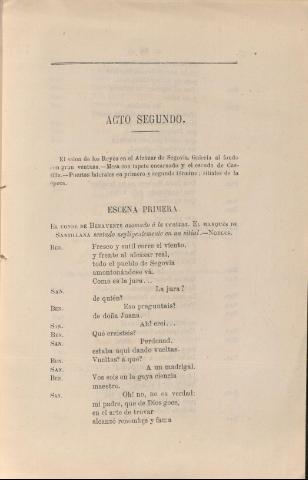 ACTO SEGUNDO.
El salon de los Reyes en el Alcázar de Segovia. Galería al fondo
con gran ventana.—Mesa con tapete encarnado y el escudo de Cas-
tilla.—Puertas laterales en primero y segundo término; sitiales de la
época.
ESCENA PRIMERA
EL CONDE DE BENAVENTE asomado á la ventana. EL MARQUÉS DE
SANTILLANA sentado negligentemente en un sitial.—NOBLES.
BEN. Fresco y sutil corre el viento,
y frente al alcázar real,
todo el pueblo de Segovia
amontonándose vá.
Como es la jura...
SAN. La jura?
de quién?
BEN. Eso preguntais?
de doña Juana.
SAN. Ah! creí...
BEN. Qué creisteis?
SAN. Perdonad,
estaba aquí dando vueltas.
BEN. Vueltas? á qué?
SAN. A un madrigal.
BEN. Vos sois en la gaya ciencia
maestro.
SAN. Oh! no, no es verdad:
mi padre, que de Dios goce,
en el arte de trovar
alcanzó renombre y fama